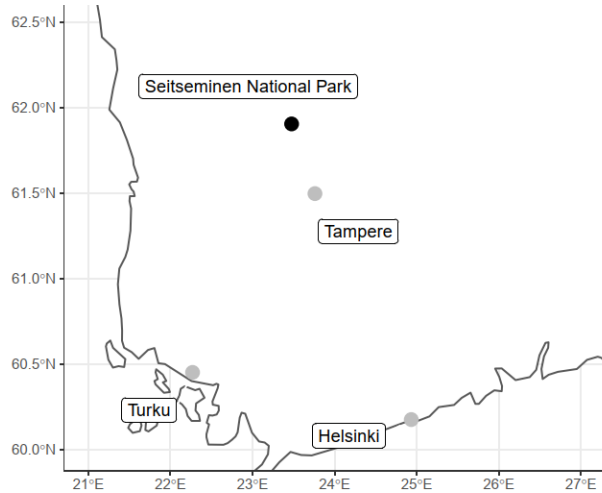 62.5°N
Seitseminen National Park
62.0°N
61.5°N
Tampere
61.0°N
60.5°N
Turku
Helsinki
60.0°N
21°E 22°E 23°E 24°E 25°E 26°E 27°E